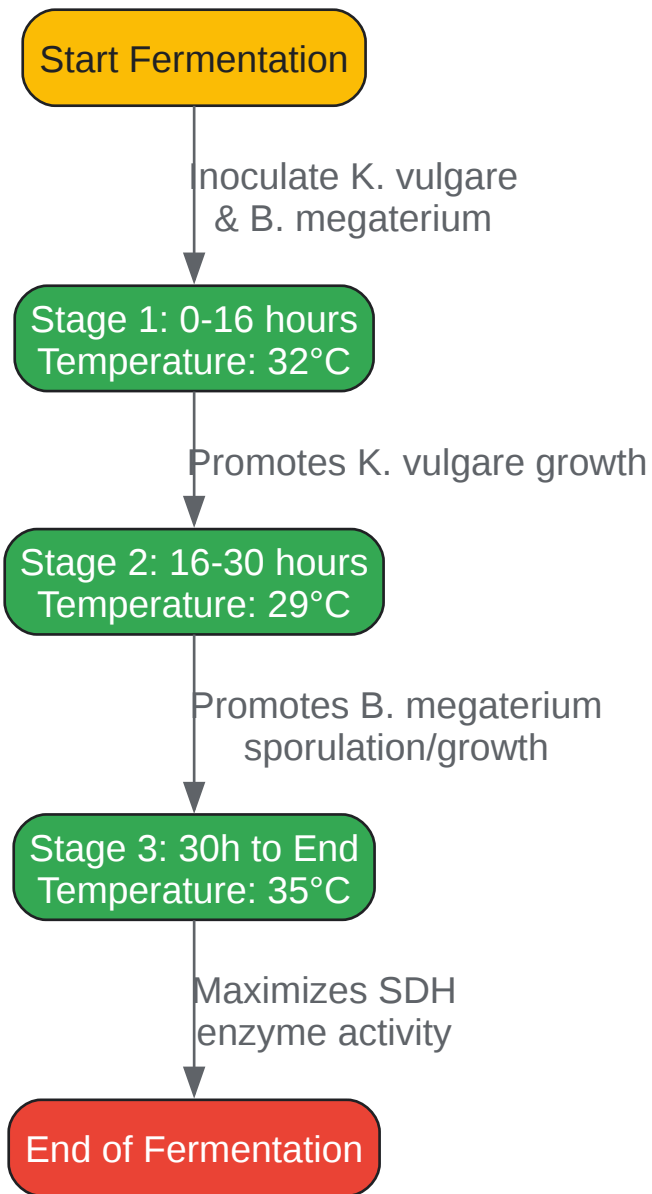 Start Fermentation
Inoculate K. vulgare
& B. megaterium
Stage 1: 0-16 hours
Temperature: 32°C
Promotes K. vulgare growth
Stage 2: 16-30 hours
Temperature: 29°C
Promotes B. megaterium
sporulation/growth
Stage 3: 30h to End
Temperature: 35°C
Maximizes SDH
enzyme activity
End of Fermentation